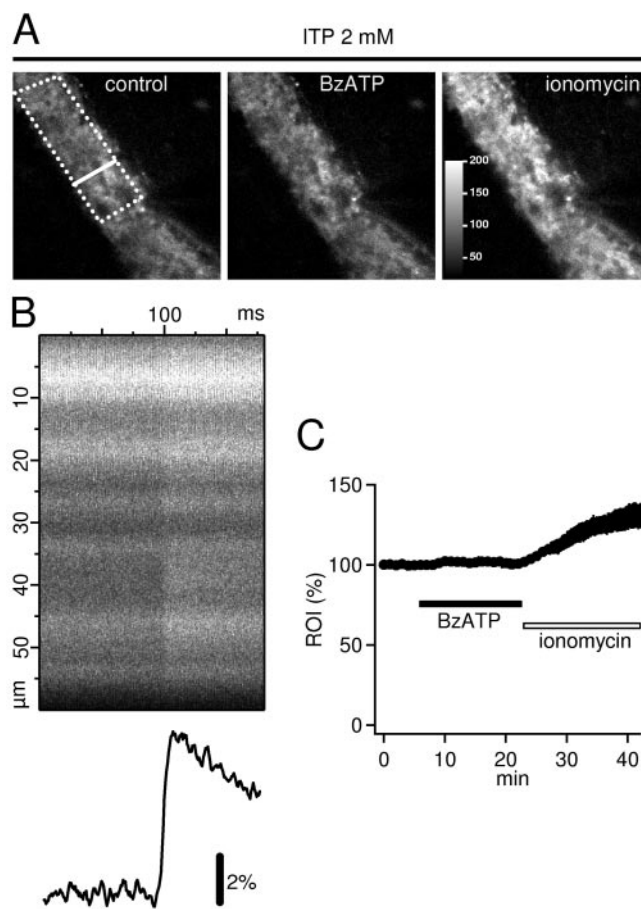 A
ITP 2 mM
control
BzATP
ionomycin
200
150
100
50
B
100 ms
10
20
30
40
50
µm
2%
C
150
100
50
0
ROI (%)
BzATP
ionomycin
0 10 20 30 40
min